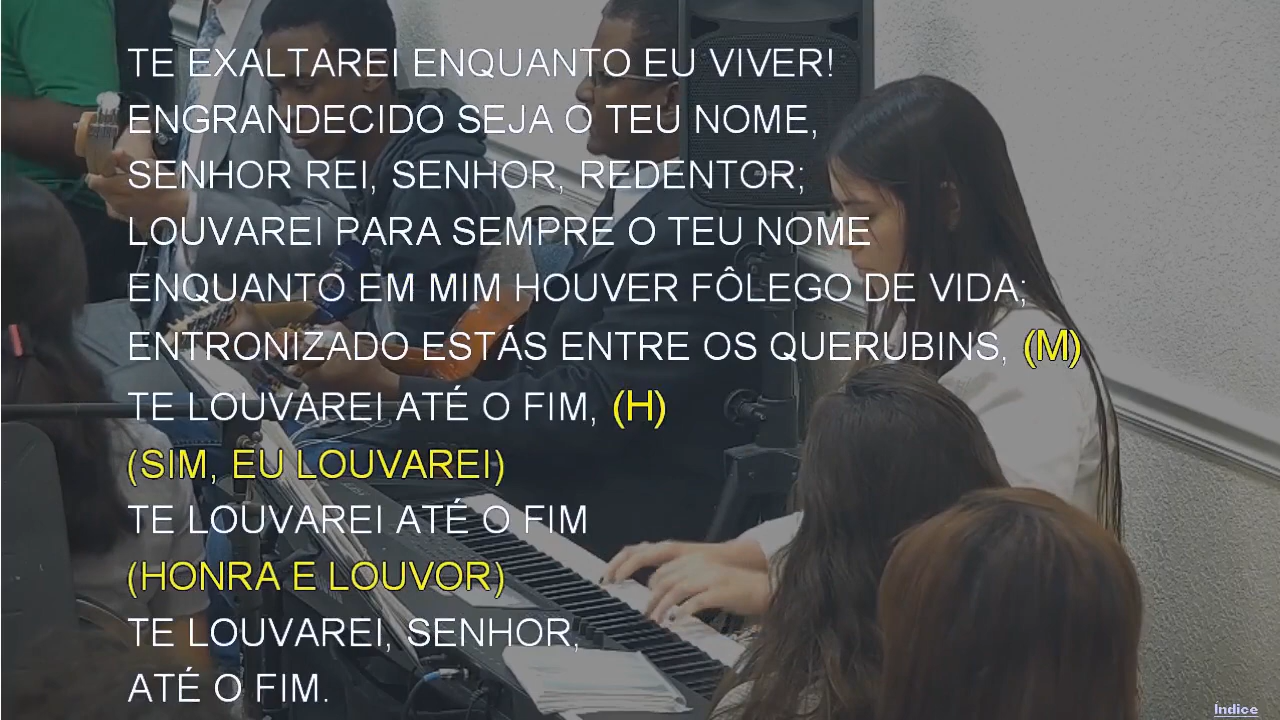 TE EXALTAREI ENQUANTO EU VIVER!
ENGRANDECIDO SEJA O TEU NOME,
SENHOR REI, SENHOR, REDENTOR;
LOUVAREI PARA SEMPRE O TEU NOME
ENQUANTO EM MIM HOUVER FÔLEGO DE VIDA;
ENTRONIZADO ESTÁS ENTRE OS QUERUBINS, (M)
TE LOUVAREI ATÉ O FIM, (H)
(SIM, EU LOUVAREI)
TE LOUVAREI ATÉ O FIM
(HONRA E LOUVOR)
TE LOUVAREI, SENHOR,
ATÉ O FIM.
Índice